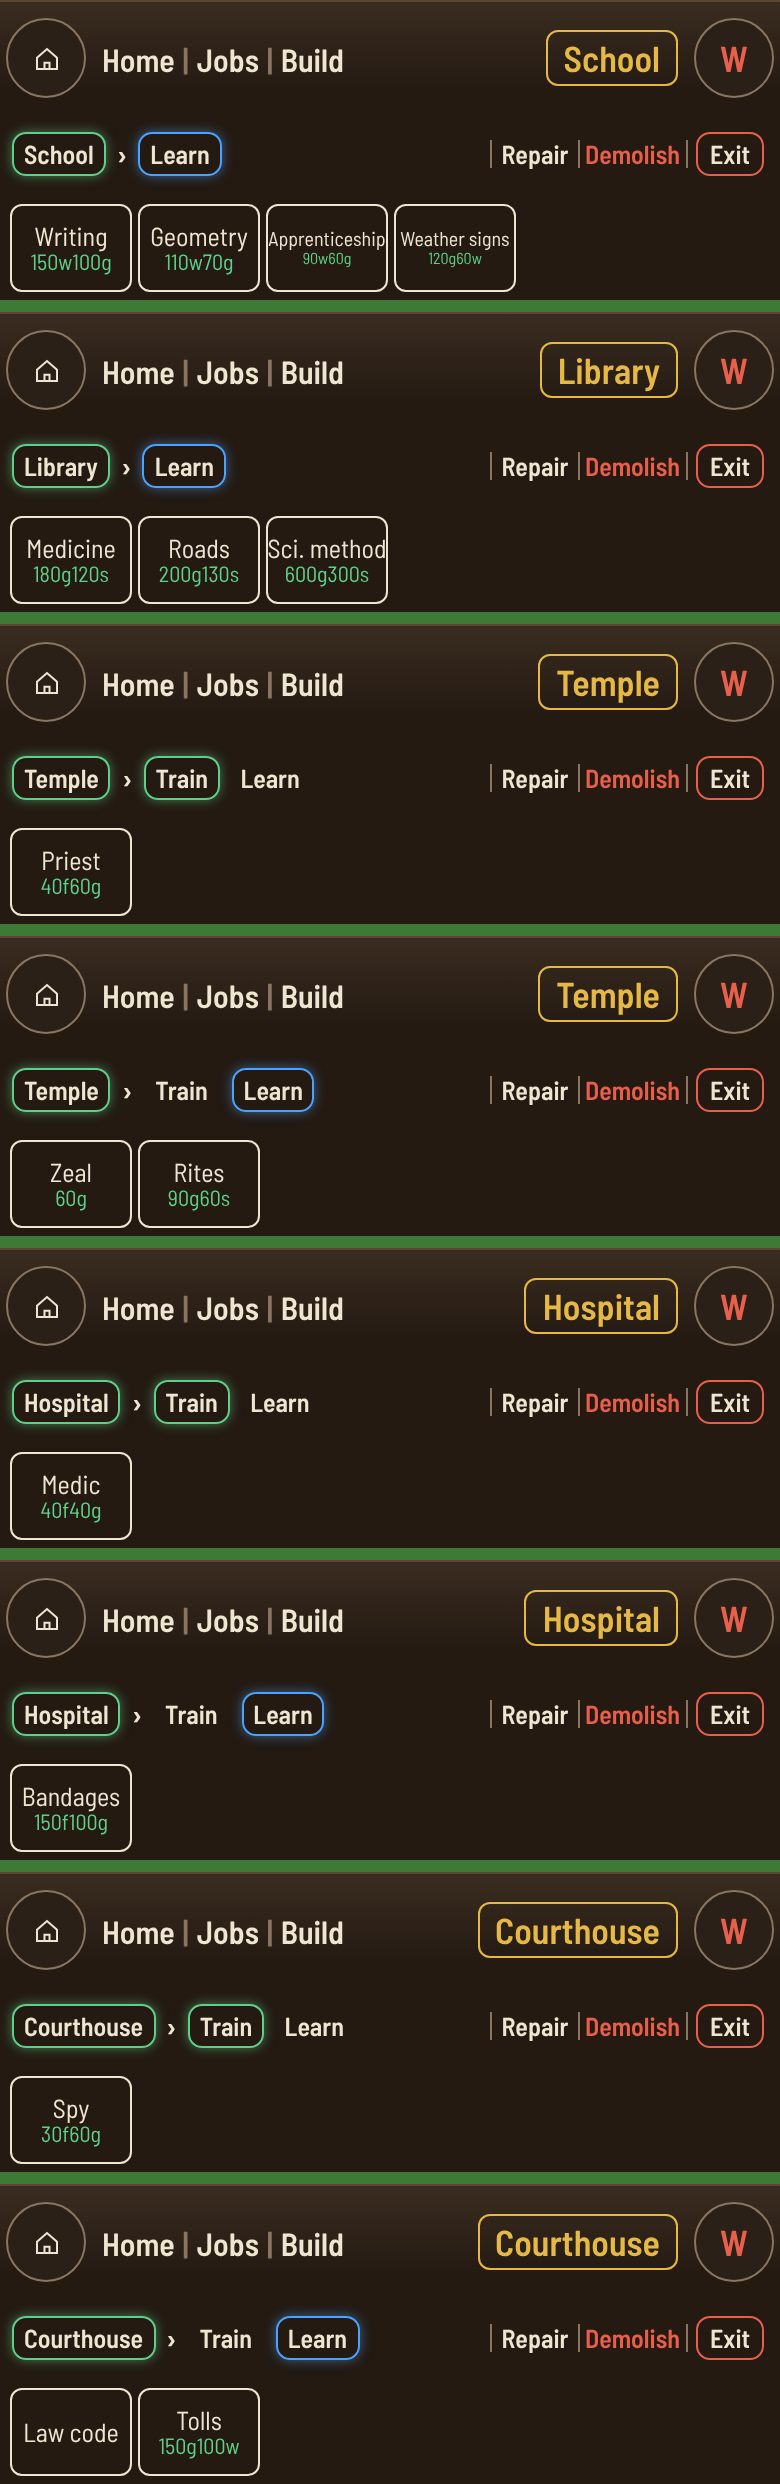 Home | Jobs | Build School W
School › Learn | Repair | Demolish | Exit
Writing Geometry Apprenticeship Weather signs
150w100g 110w70g 90w60g 120g60w
Home | Jobs | Build Library W
Library › Learn | Repair | Demolish | Exit
Medicine Roads Sci. method
180g120s 200g130s 600g300s
Home | Jobs | Build Temple W
Temple › Train Learn | Repair | Demolish | Exit
Priest
40f60g
Home | Jobs | Build Temple W
Temple › Train Learn | Repair | Demolish | Exit
Zeal Rites
60g 90g60s
Home | Jobs | Build Hospital W
Hospital › Train Learn | Repair | Demolish | Exit
Medic
40f40g
Home | Jobs | Build Hospital W
Hospital › Train Learn | Repair | Demolish | Exit
Bandages
150f100g
Home | Jobs | Build Courthouse W
Courthouse › Train Learn | Repair | Demolish | Exit
Spy
30f60g
Home | Jobs | Build Courthouse W
Courthouse › Train Learn | Repair | Demolish | Exit
Law code Tolls
150g100w